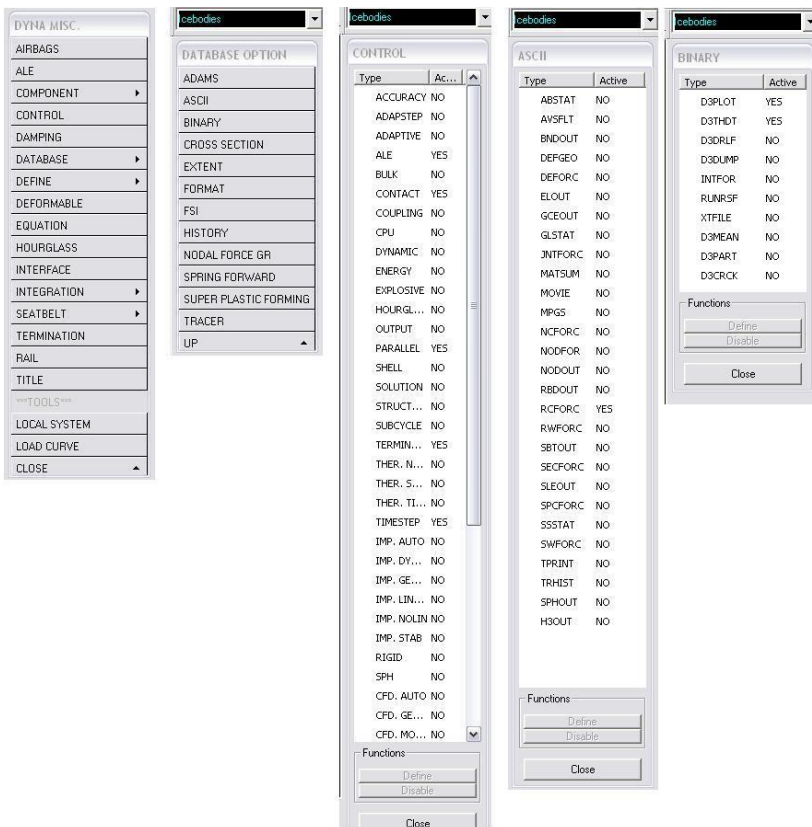 DYNA MISC.
AIRBAGS
ALE
COMPONENT
CONTROL
DAMPING
DATABASE
DEFINE
DEFORMABLE
EQUATION
HOURGLASS
INTERFACE
INTEGRATION
SEATBELT
TERMINATION
RAIL
TITLE
***TOOLS***
LOCAL SYSTEM
LOAD CURVE
CLOSE
Icebodies
DATABASE OPTION
ADAMS
ASCII
BINARY
CROSS SECTION
EXTENT
FORMAT
FSI
HISTORY
NODAL FORCE GR
SPRING FORWARD
SUPER PLASTIC FORMING
TRACER
UP
Icebodies
CONTROL
Type Ac...
ACCURACY NO
ADAPSTEP NO
ADAPTIVE NO
ALE YES
BULK NO
CONTACT YES
COUPLING NO
CPU NO
DYNAMIC NO
ENERGY NO
EXPLOSIVE NO
HOURGL... NO
OUTPUT NO
PARALLEL YES
SHELL NO
SOLUTION NO
STRUCT... NO
SUBCYCLE NO
TERMIN... YES
THER. N... NO
THER. S... NO
THER. TI... NO
TIMESTEP YES
IMP. AUTO NO
IMP. DY... NO
IMP. GE... NO
IMP. LIN... NO
IMP. NOLIN NO
IMP. STAB NO
RIGID NO
SPH NO
CFD. AUTO NO
CFD. GE... NO
CFD. MO... NO
Functions
Define
Disable
Close
Icebodies
ASCII
Type Active
ABSTAT NO
AVSFLT NO
BNDOUT NO
DEFGEO NO
DEFORC NO
ELOUT NO
GCEOUT NO
GLSTAT NO
JNTFORC NO
MATSUM NO
MOVIE NO
MPGS NO
NCFORC NO
NODFOR NO
NODOUT NO
RBDOUT NO
RCFORC YES
RWFORC NO
SBTOUT NO
SECFORC NO
SLEOUT NO
SPCFORC NO
SSSTAT NO
SWFORC NO
TPRINT NO
TRHIST NO
SPHOUT NO
H3OUT NO
Functions
Define
Disable
Close
Icebodies
BINARY
Type Active
D3PLOT YES
D3THDT YES
D3DRLF NO
D3DUMP NO
INTFOR NO
RUNRSF NO
XTFILE NO
D3MEAN NO
D3PART NO
D3CRCK NO
Functions
Define
Disable
Close